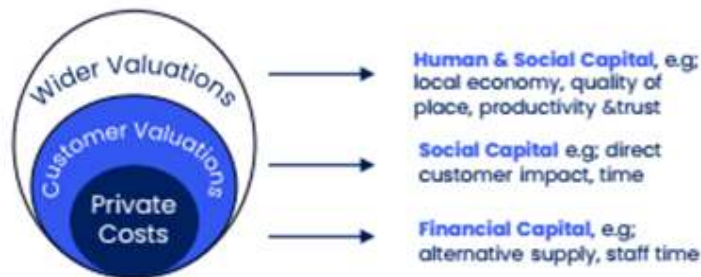 Wider Valuations
Customer Valuations
Private
Costs
Human & Social Capital, e.g;
local economy, quality of
place, productivity &trust
Social Capital e.g; direct
customer impact, time
Financial Capital, e.g;
alternative supply, staff time